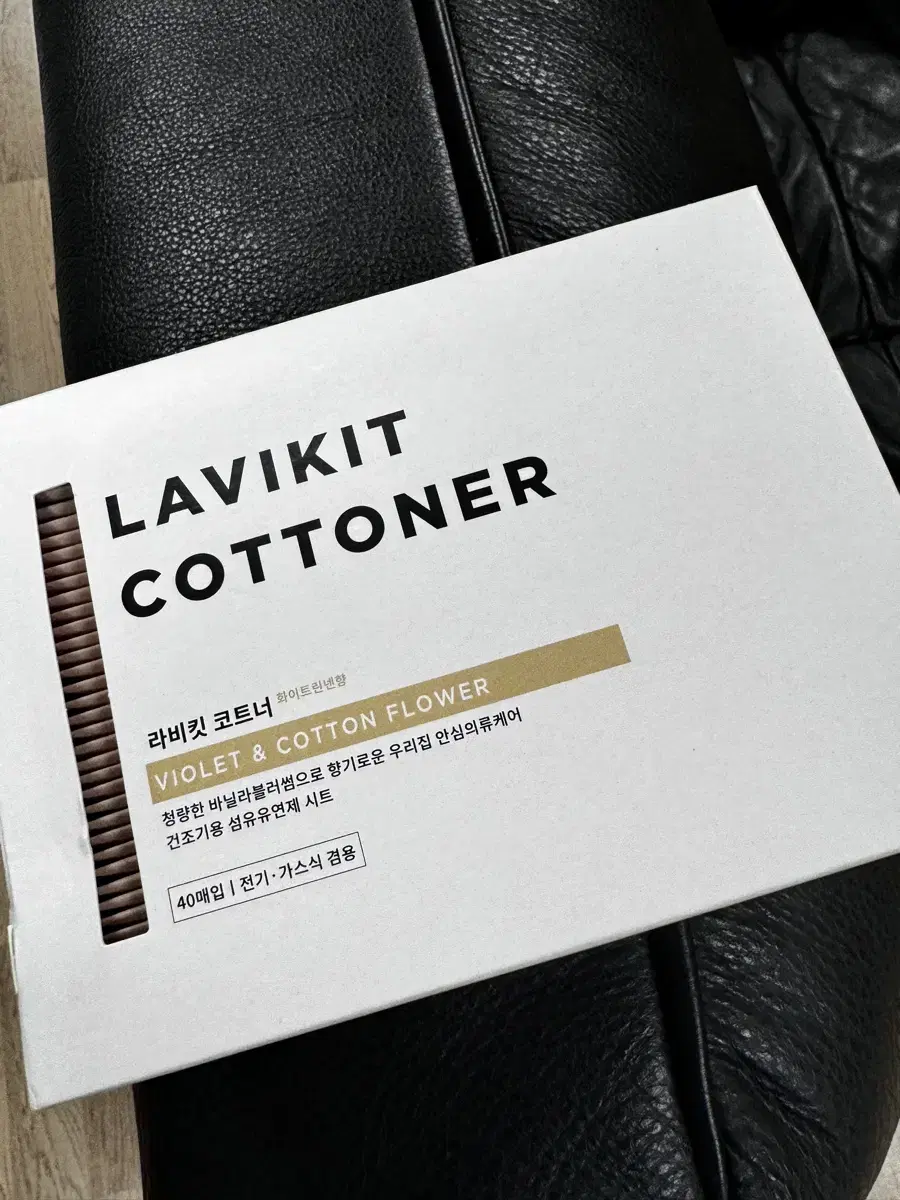 LAVIKIT
COTTONER
라비킷 코트너 화이트린넨향
VIOLET & COTTON FLOWER
청량한 바닐라블러썸으로 향기로운 우리집 안심의류케어
건조기용 섬유유연제 시트
40매입 | 전기·가스식 겸용